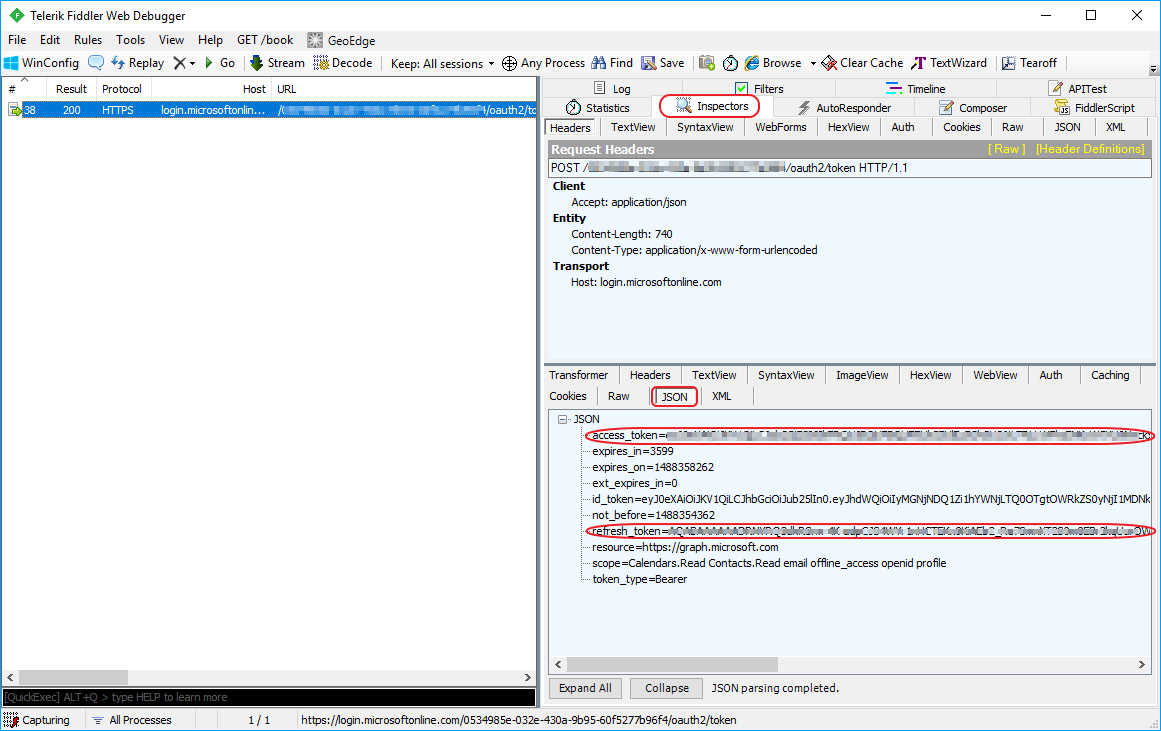 Telerik Fiddler Web Debugger
File Edit Rules Tools View Help GET /book GeoEdge
WinConfig Replay Go Stream Decode Keep: All sessions Any Process Find Save Browse Clear Cache TextWizard Tearoff
# Result Protocol Host URL
38 200 HTTPS login.microsoftonlin... /oauth2/to
Log Filters Timeline APITest
Statistics Inspectors AutoResponder Composer FiddlerScript
Headers TextView SyntaxView WebForms HexView Auth Cookies Raw JSON XML
Request Headers [ Raw ] [Header Definitions]
POST / /oauth2/token HTTP/1.1
Client
Accept: application/json
Entity
Content-Length: 740
Content-Type: application/x-www-form-urlencoded
Transport
Host: login.microsoftonline.com
Transformer Headers TextView SyntaxView ImageView HexView WebView Auth Caching
Cookies Raw JSON XML
JSON
access_token=
expires_in=3599
expires_on=1488358262
ext_expires_in=0
id_token=eyJ0eXAiOiJKV1QiLCJhbGciOiJub25lIn0.eyJhdWQiOiIyMGNjNDQ1Zi1hYWNjLTQ0OTgtOWRkZS0yNjI1MDNk
not_before=1488354362
refresh_token=
resource=https://graph.microsoft.com
scope=Calendars.Read Contacts.Read email offline_access openid profile
token_type=Bearer
Expand All Collapse JSON parsing completed.
[QuickExec] ALT+Q > type HELP to learn more
Capturing All Processes 1 / 1 https://login.microsoftonline.com/0534985e-032e-430a-9b95-60f5277b96f4/oauth2/token